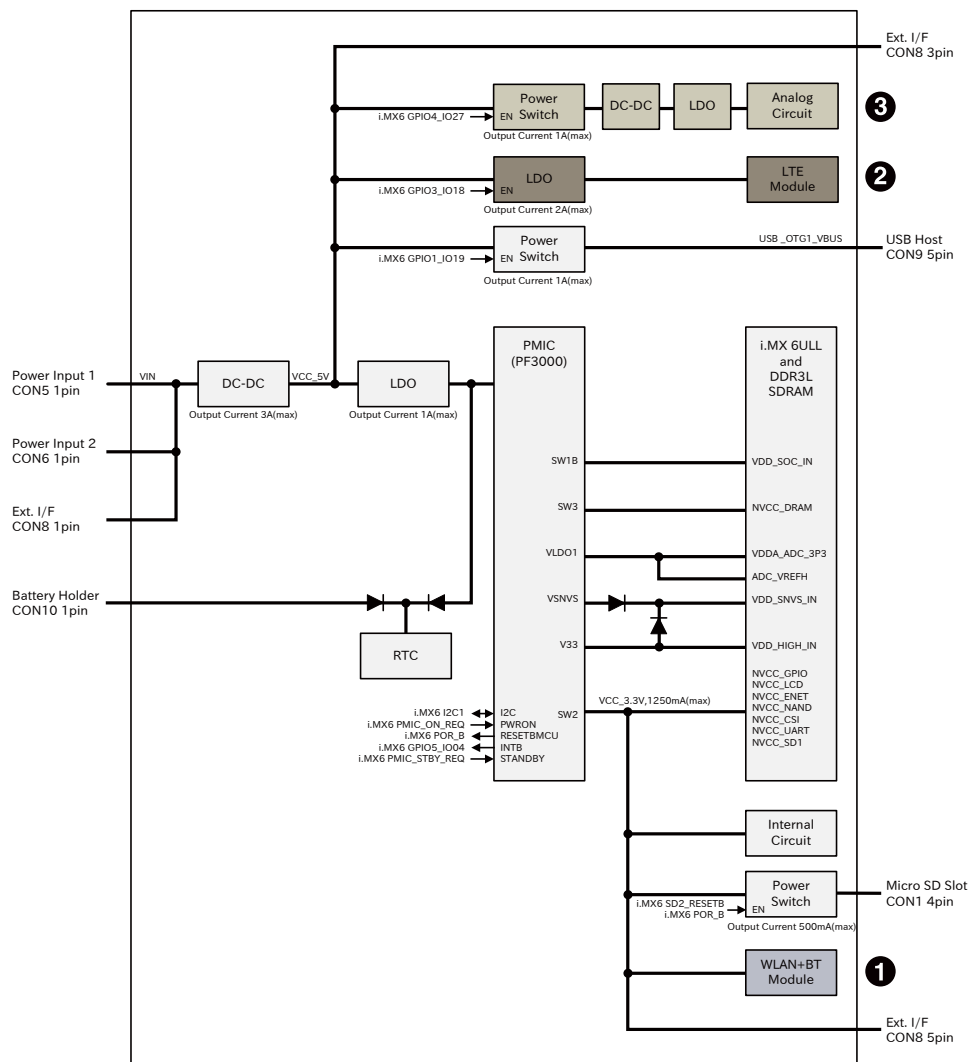 Ext. I/F
CON8 3pin
Power
Switch
EN
i.MX6 GPIO4_IO27
Output Current 1A(max)
DC-DC
LDO
Analog
Circuit
3
LDO
EN
i.MX6 GPIO3_IO18
Output Current 2A(max)
LTE
Module
2
Power
EN Switch
i.MX6 GPIO1_IO19
Output Current 1A(max)
USB _OTG1_VBUS
USB Host
CON9 5pin
Power Input 1
CON5 1pin
VIN
DC-DC
Output Current 3A(max)
VCC_5V
LDO
Output Current 1A(max)
Power Input 2
CON6 1pin
Ext. I/F
CON8 1pin
Battery Holder
CON10 1pin
RTC
PMIC
(PF3000)
SW1B
SW3
VLDO1
VSNVS
V33
SW2
i.MX6 I2C1
I2C
i.MX6 PMIC_ON_REQ
PWRON
i.MX6 POR_B
RESETBMCU
i.MX6 GPIO5_IO04
INTB
i.MX6 PMIC_STBY_REQ
STANDBY
i.MX 6ULL
and
DDR3L
SDRAM
VDD_SOC_IN
NVCC_DRAM
VDDA_ADC_3P3
ADC_VREFH
VDD_SNVS_IN
VDD_HIGH_IN
NVCC_GPIO
NVCC_LCD
NVCC_ENET
NVCC_NAND
NVCC_CSI
NVCC_UART
NVCC_SD1
VCC_3.3V,1250mA(max)
Internal
Circuit
Power
Switch
EN
i.MX6 SD2_RESETB
i.MX6 POR_B
Output Current 500mA(max)
Micro SD Slot
CON1 4pin
WLAN+BT
Module
1
Ext. I/F
CON8 5pin